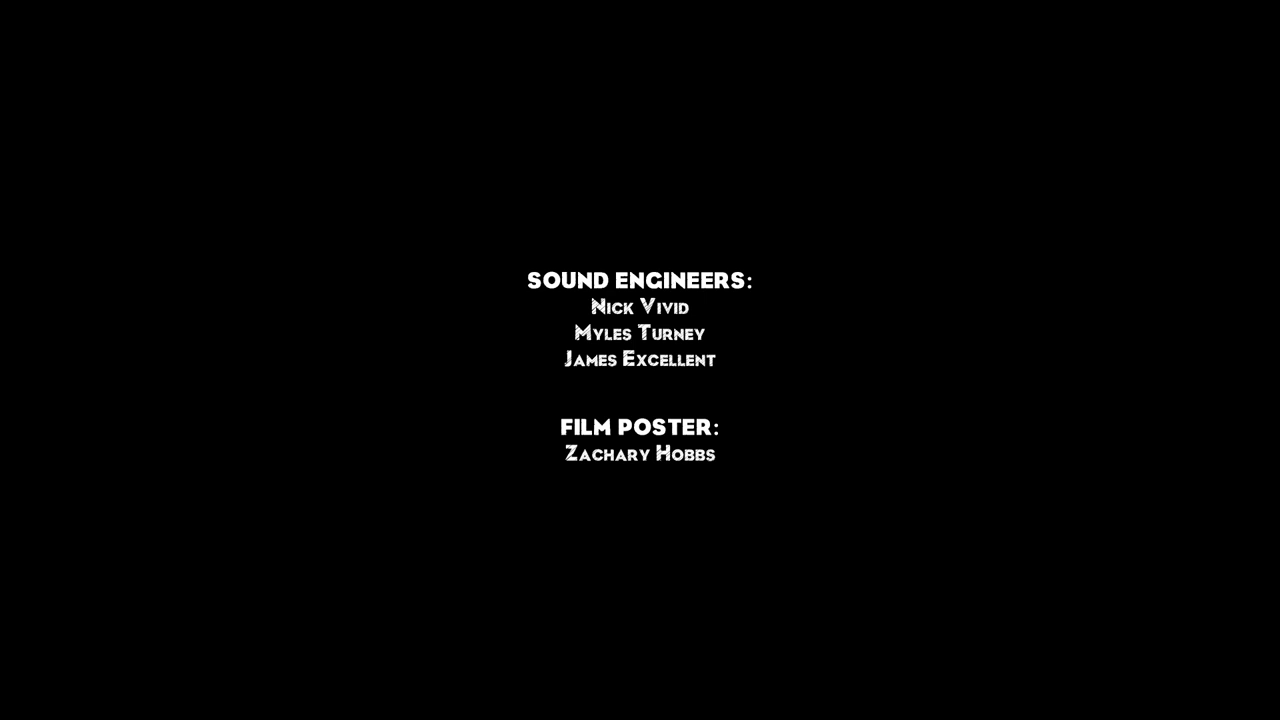 SOUND ENGINEERS:
Nick Vivid
Myles Turney
James Excellent
FILM POSTER:
Zachary Hobbs